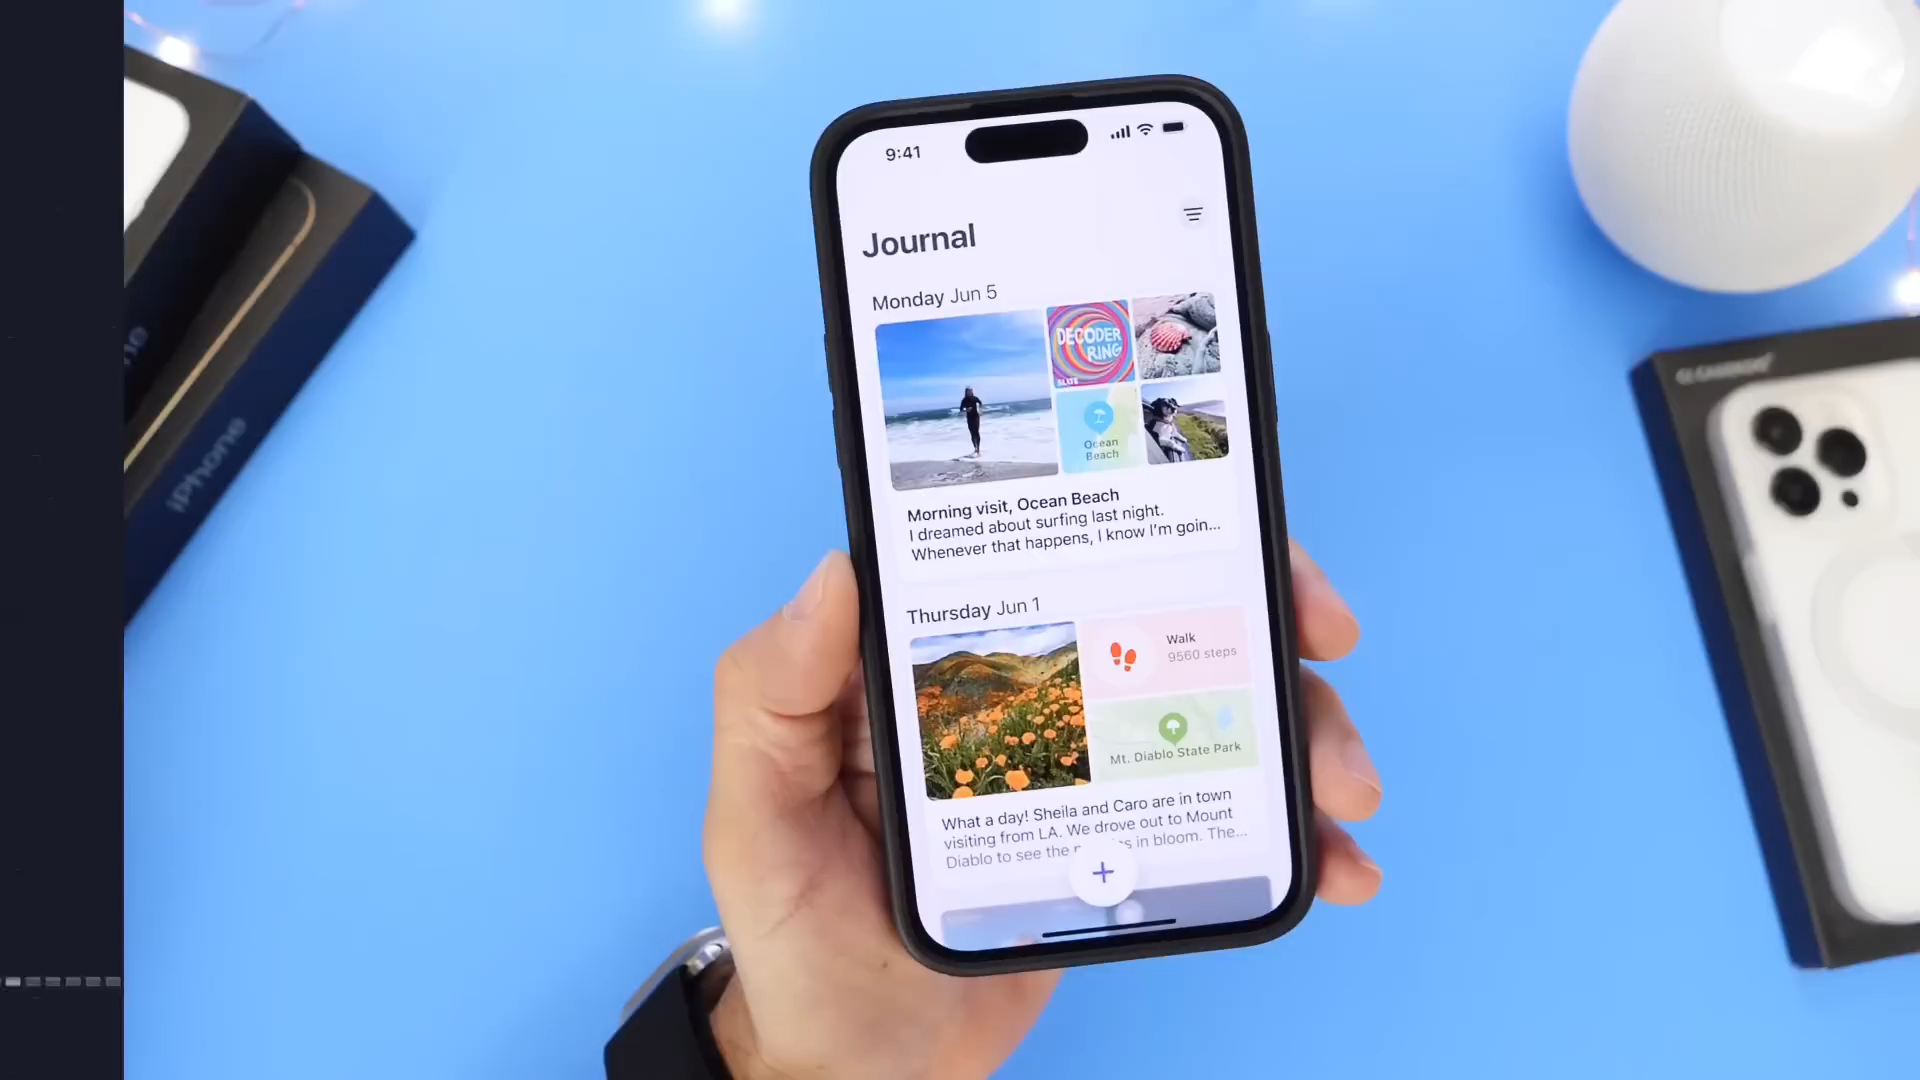 9:41
Journal
Monday Jun 5
DECODER
RING
SLATE
Ocean
Beach
Morning visit, Ocean Beach
I dreamed about surfing last night.
Whenever that happens, I know I'm goin...
Thursday Jun 1
Walk
9560 steps
Mt. Diablo State Park
What a day! Sheila and Caro are in town
visiting from LA. We drove out to Mount
Diablo to see the in bloom. The...
+
iPhone